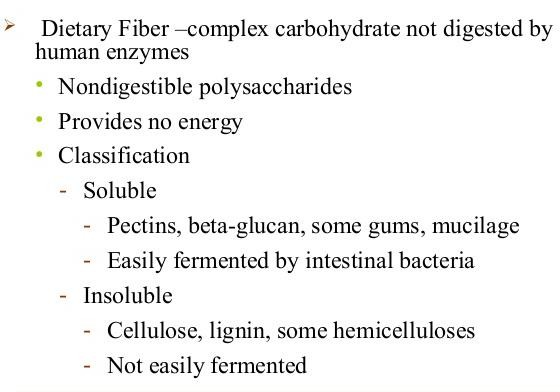 ➢ Dietary Fiber –complex carbohydrate not digested by
human enzymes
• Nondigestible polysaccharides
• Provides no energy
• Classification
- Soluble
- Pectins, beta-glucan, some gums, mucilage
- Easily fermented by intestinal bacteria
- Insoluble
- Cellulose, lignin, some hemicelluloses
- Not easily fermented